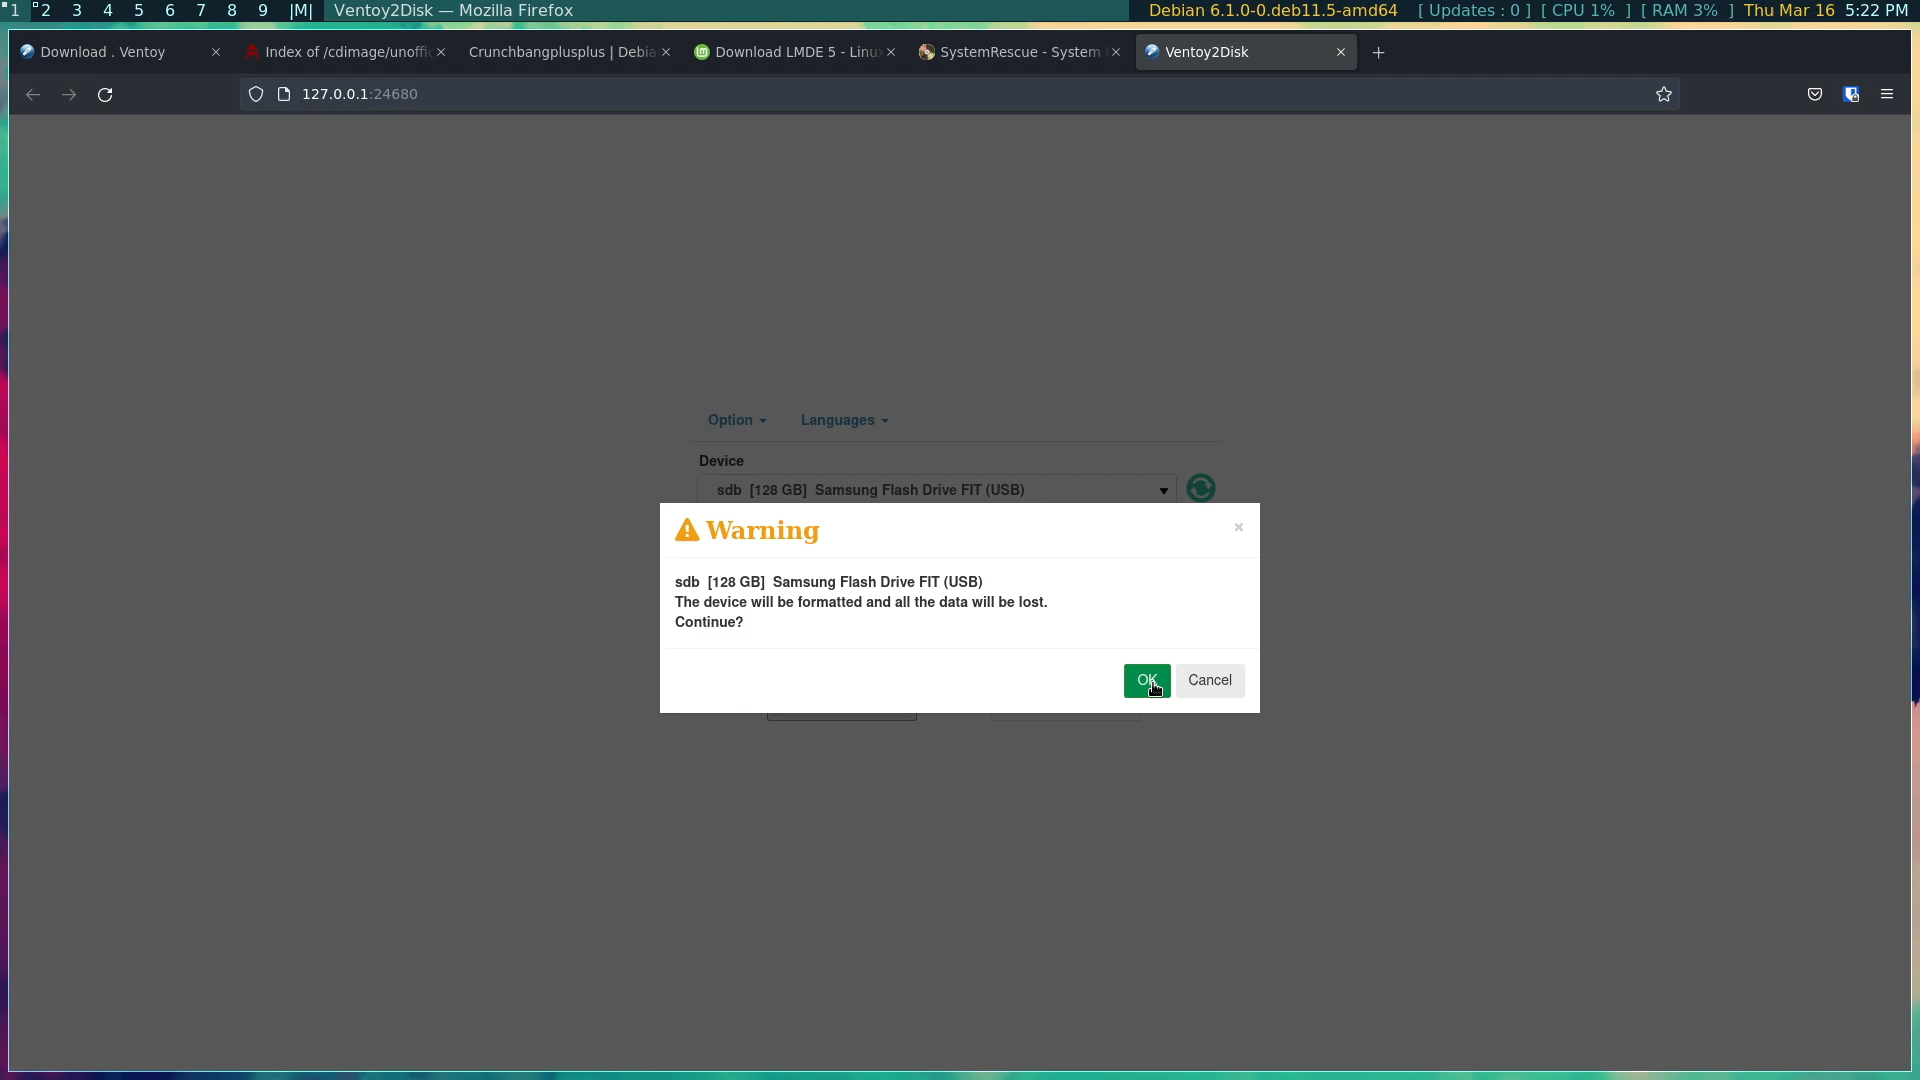 1 2 3 4 5 6 7 8 9 |M| Ventoy2Disk — Mozilla Firefox Debian 6.1.0-0.deb11.5-amd64 [ Updates : 0 ] [ CPU 1% ] [ RAM 3% ] Thu Mar 16 5:22 PM
Download . Ventoy Index of /cdimage/unoffic Crunchbangplusplus | Debia Download LMDE 5 - Linu SystemRescue - System Ventoy2Disk
127.0.0.1:24680
Option Languages
Device
sdb [128 GB] Samsung Flash Drive FIT (USB)
Warning
sdb [128 GB] Samsung Flash Drive FIT (USB)
The device will be formatted and all the data will be lost.
Continue?
OK Cancel